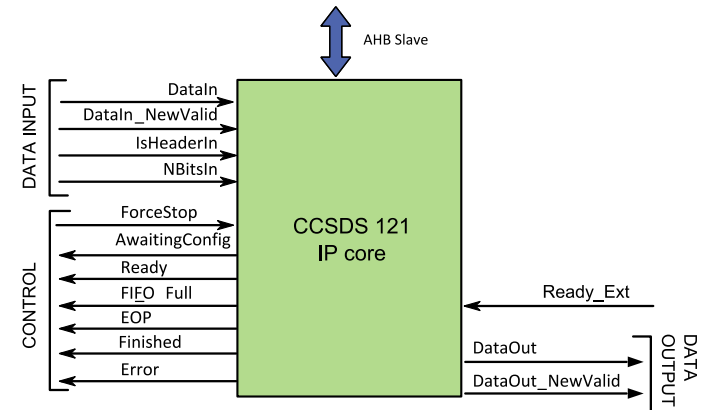 AHB Slave
DATA INPUT
DataIn
DataIn_NewValid
IsHeaderIn
NBitsIn
CONTROL
ForceStop
AwaitingConfig
Ready
FIFO_Full
EOP
Finished
Error
CCSDS 121
IP core
Ready_Ext
DataOut
DataOut_NewValid
DATA
OUTPUT